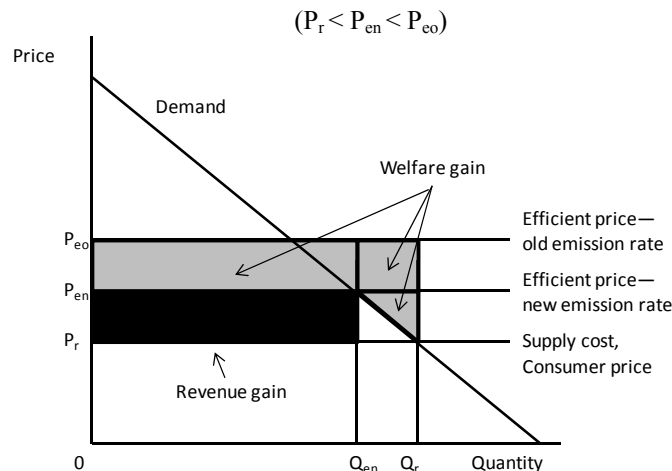 (Pr < Pen < Peo)
Price
Demand
Welfare gain
Peo
Efficient price—
old emission rate
Pen
Efficient price—
new emission rate
Pr
Supply cost,
Consumer price
Revenue gain
0
Qen
Qr
Quantity